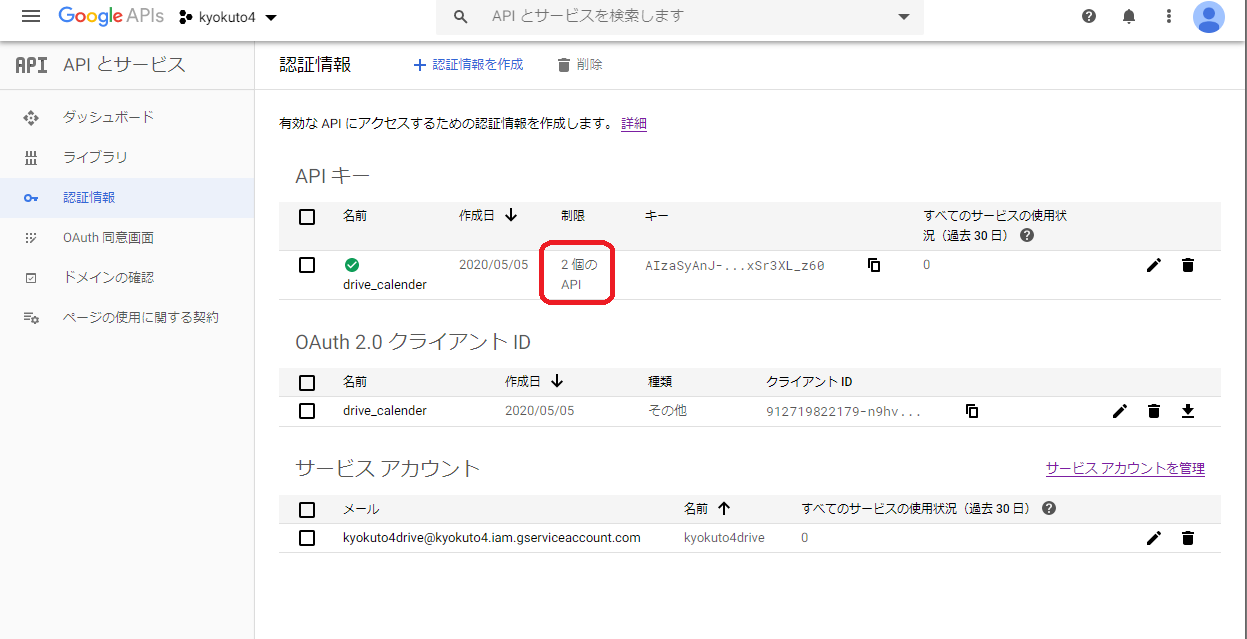 Google APIs kyokuto4 API とサービスを検索します
API API とサービス
認証情報 + 認証情報を作成 削除
ダッシュボード
ライブラリ
認証情報
OAuth 同意画面
ドメインの確認
ページの使用に関する契約
有効な API にアクセスするための認証情報を作成します。 詳細
API キー
名前 作成日 制限 キー すべてのサービスの使用状
況（過去 30 日）
drive_calender 2020/05/05 2 個の AIzaSyAnJ-...xSr3XL_z60 0
API
OAuth 2.0 クライアント ID
名前 作成日 種類 クライアント ID
drive_calender 2020/05/05 その他 912719822179-n9hv...
サービス アカウント サービス アカウントを管理
メール 名前 すべてのサービスの使用状況（過去 30 日）
kyokuto4drive@kyokuto4.iam.gserviceaccount.com kyokuto4drive 0